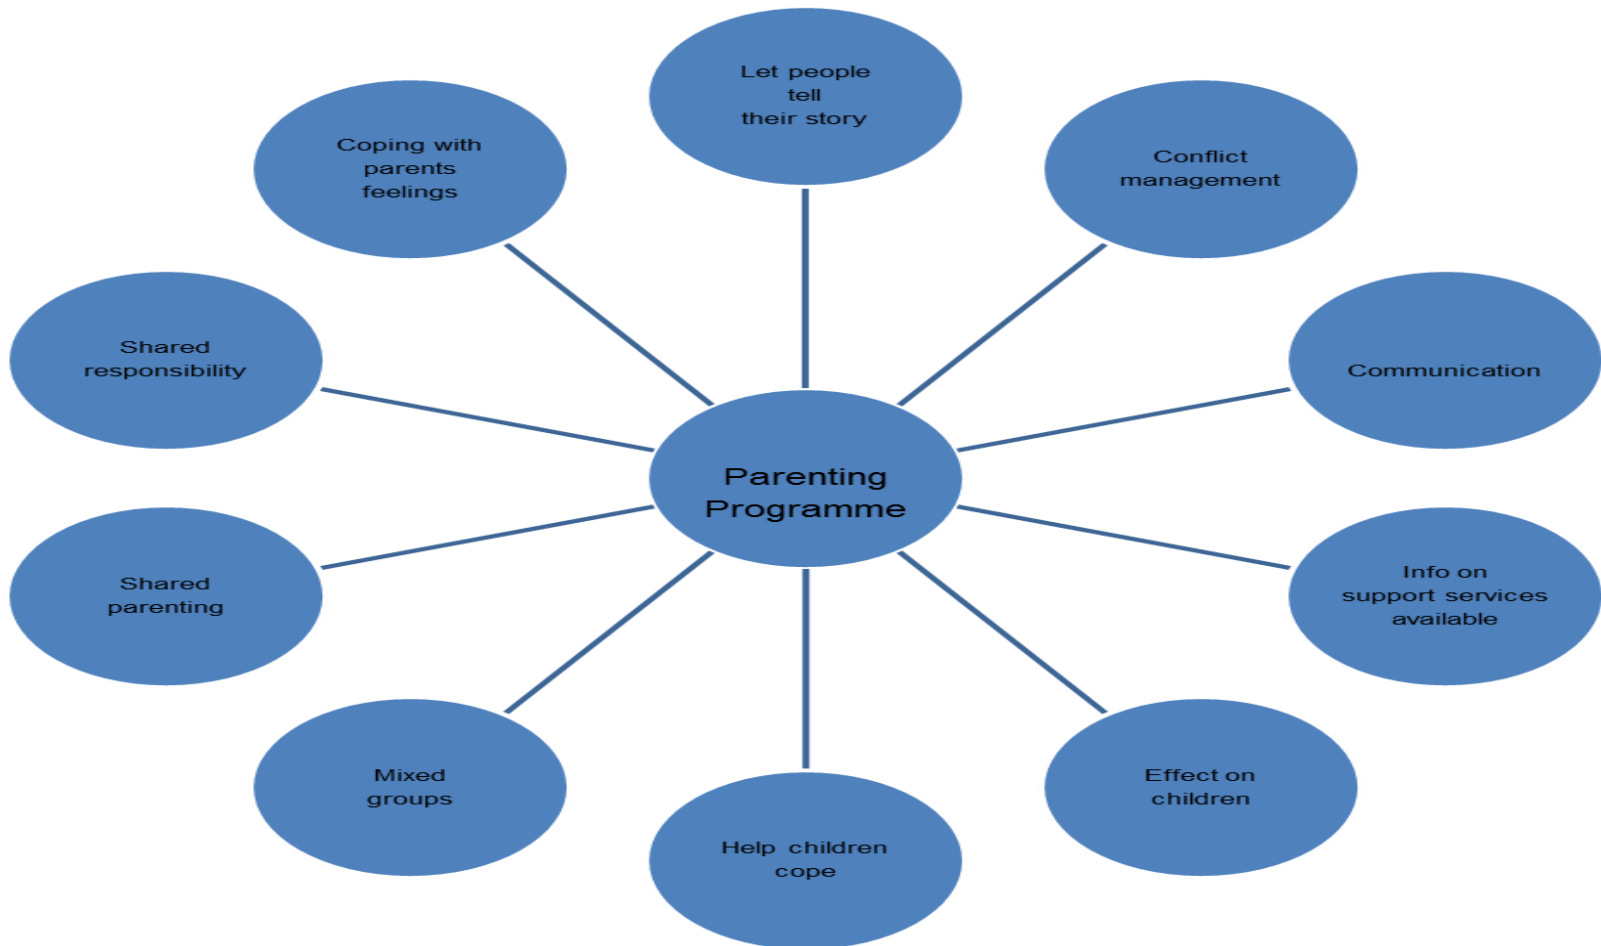 Let people
tell
their story
Conflict
management
Communication
Info on
support services
available
Effect on
children
Help children
cope
Mixed
groups
Shared
parenting
Shared
responsibility
Coping with
parents
feelings
Parenting
Programme